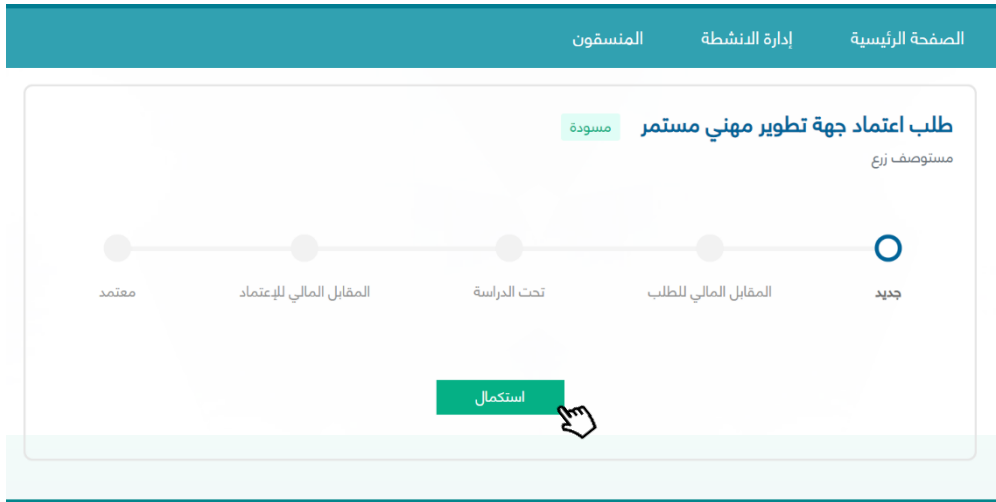 الصفحة الرئيسية إدارة الانشطة المنسقون
طلب اعتماد جهة تطوير مهني مستمر مسودة
مستوصف زرع
جديد المقابل المالي للطلب تحت الدراسة المقابل المالي للإعتماد معتمد
استكمال